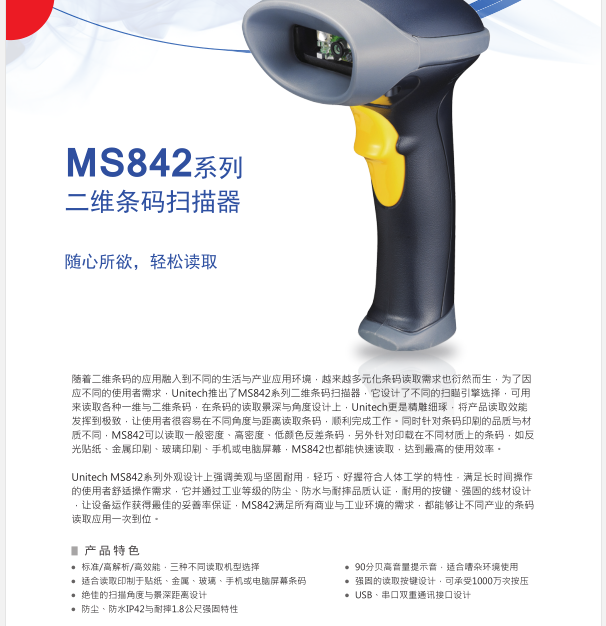 MS842系列
二维条码扫描器
随心所欲，轻松读取
随着二维条码的应用融入到不同的生活与产业应用环境，越来越多元化条码读取需求也衍然而生，为了因
应不同的使用者需求，Unitech推出了MS842系列二维条码扫描器，它设计了不同的扫瞄引擎选择，可用
来读取各种一维与二维条码，在条码的读取景深与角度设计上，Unitech更是精雕细琢，将产品读取效能
发挥到极致，让使用者很容易在不同角度与距离读取条码，顺利完成工作。同时针对条码印刷的品质与材
质不同，MS842可以读取一般密度、高密度、低颜色反差条码，另外针对印载在不同材质上的条码，如反
光贴纸、金属印刷、玻璃印刷、手机或电脑屏幕，MS842也都能快速读取，达到最高的使用效率。
Unitech MS842系列外观设计上强调美观与坚固耐用，轻巧、好握符合人体工学的特性，满足长时间操作
的使用者舒适操作需求，它并通过工业等级的防尘、防水与耐摔品质认证，耐用的按键、强固的线材设计
，让设备运作获得最佳的妥善率保证，MS842满足所有商业与工业环境的需求，都能够让不同产业的条码
读取应用一次到位。
产品特色
• 标准/高解析/高效能，三种不同读取机型选择
• 适合读取印制于贴纸、金属、玻璃、手机或电脑屏幕条码
• 绝佳的扫描角度与景深距离设计
• 防尘、防水IP42与耐摔1.8公尺强固特性
• 90分贝高音量提示音，适合嘈杂环境使用
• 强固的读取按键设计，可承受1000万次按压
• USB、串口双重通讯接口设计